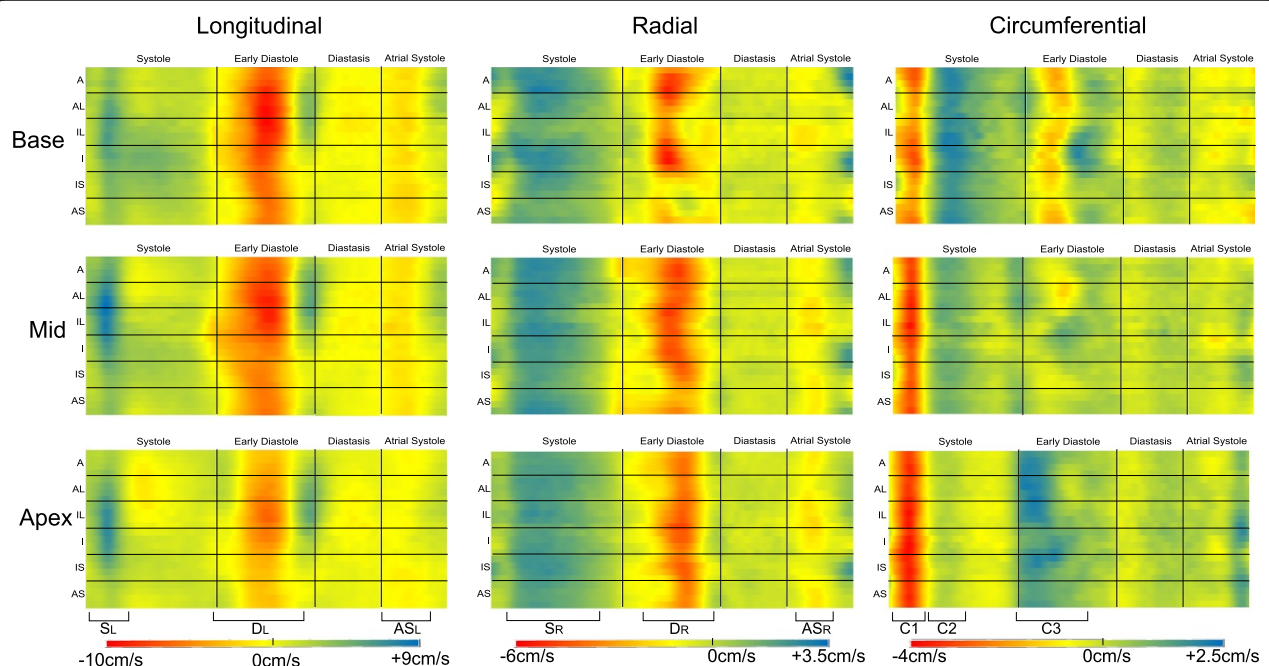 Longitudinal Radial Circumferential
Systole Early Diastole Diastasis Atrial Systole Systole Early Diastole Diastasis Atrial Systole Systole Early Diastole Diastasis Atrial Systole
A A A
AL AL AL
Base IL IL IL
I I I
IS IS IS
AS AS AS
Systole Early Diastole Diastasis Atrial Systole Systole Early Diastole Diastasis Atrial Systole Systole Early Diastole Diastasis Atrial Systole
A A A
AL AL AL
Mid IL IL IL
I I I
IS IS IS
AS AS AS
Systole Early Diastole Diastasis Atrial Systole Systole Early Diastole Diastasis Atrial Systole Systole Early Diastole Diastasis Atrial Systole
A A A
AL AL AL
Apex IL IL IL
I I I
IS IS IS
AS AS AS
SL DL ASL SR DR ASR C1 C2 C3
-10cm/s 0cm/s +9cm/s -6cm/s 0cm/s +3.5cm/s -4cm/s 0cm/s +2.5cm/s